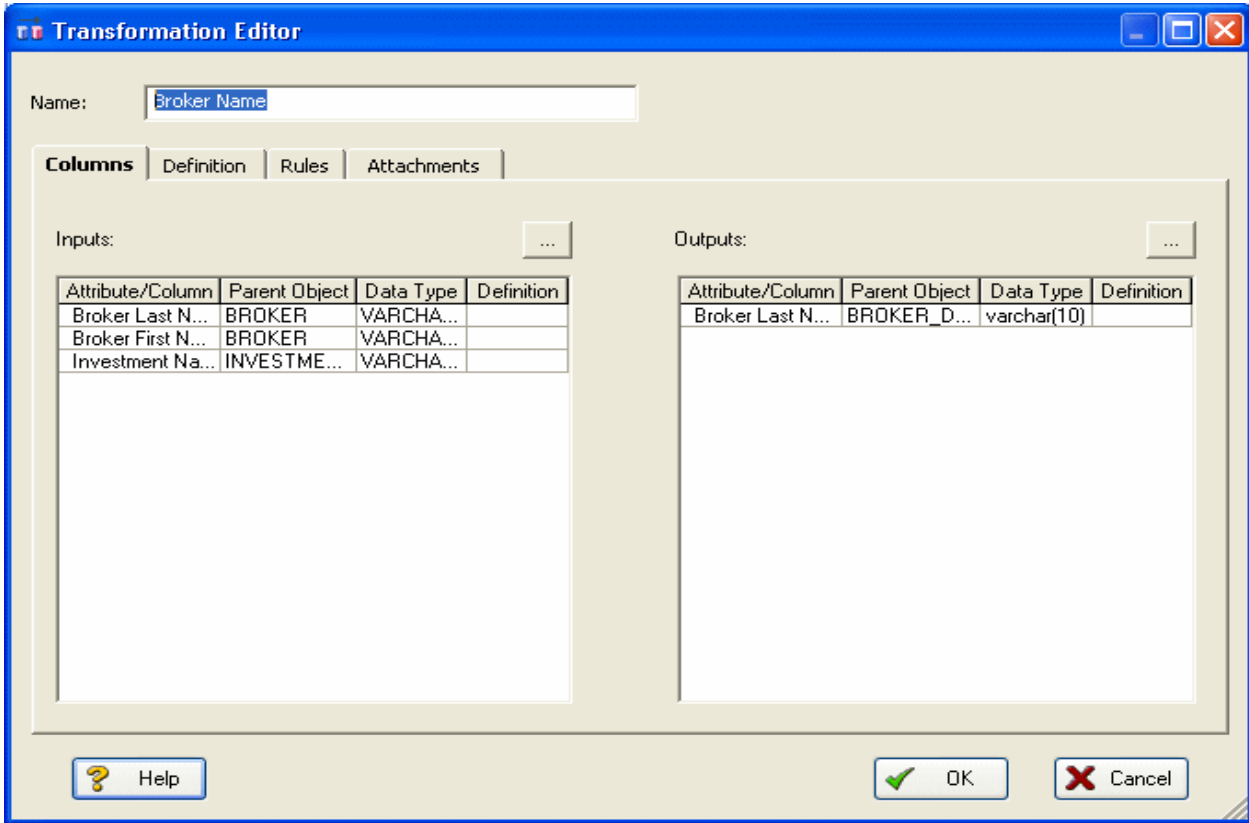 Transformation Editor
Name: Broker Name
Columns Definition Rules Attachments
Inputs: ... Outputs: ...
Attribute/Column Parent Object Data Type Definition Attribute/Column Parent Object Data Type Definition
Broker Last N... BROKER VARCHA... Broker Last N... BROKER_D... varchar(10)
Broker First N... BROKER VARCHA...
Investment Na... INVESTME... VARCHA...
Help OK Cancel